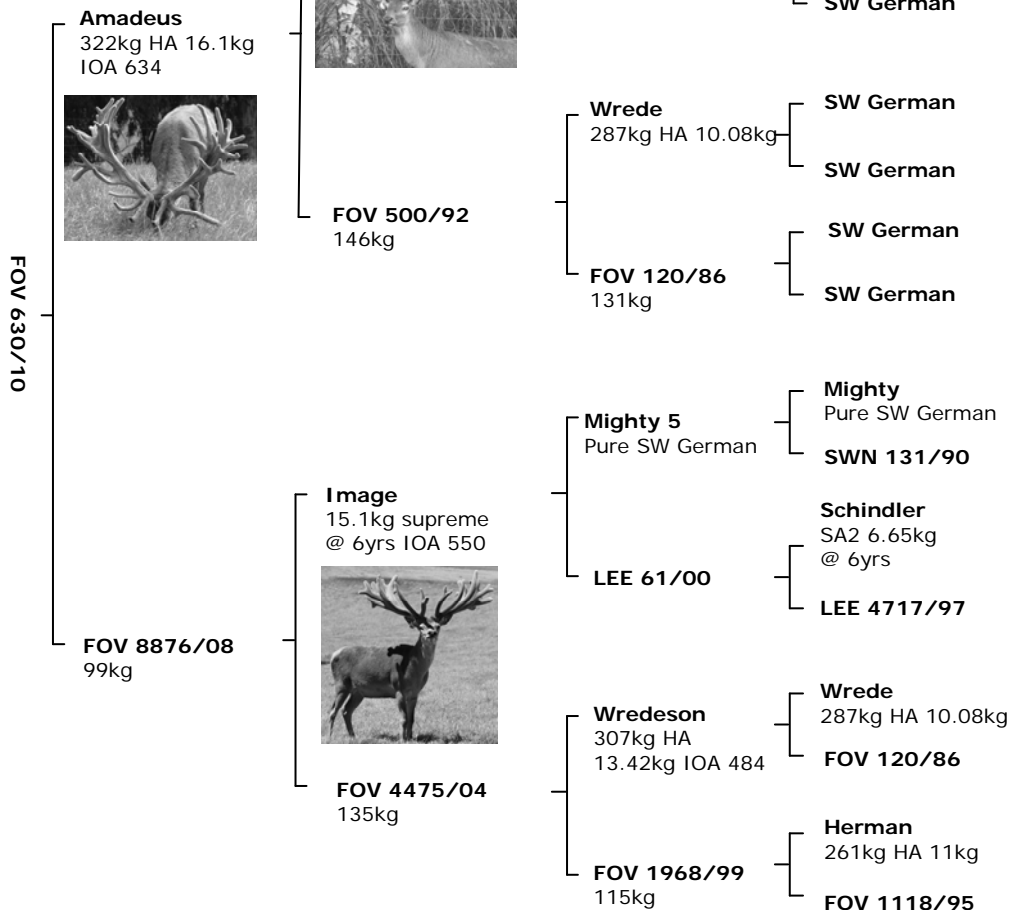 FOV 630/10
Amadeus
322kg HA 16.1kg
IOA 634
FOV 500/92
146kg
Wrede
287kg HA 10.08kg
FOV 120/86
131kg
SW German
SW German
SW German
SW German
SW German
FOV 8876/08
99kg
Image
15.1kg supreme
@ 6yrs IOA 550
FOV 4475/04
135kg
Mighty 5
Pure SW German
LEE 61/00
Mighty
Pure SW German
SWN 131/90
Schindler
SA2 6.65kg
@ 6yrs
LEE 4717/97
Wredeson
307kg HA
13.42kg IOA 484
FOV 1968/99
115kg
Wrede
287kg HA 10.08kg
FOV 120/86
Herman
261kg HA 11kg
FOV 1118/95